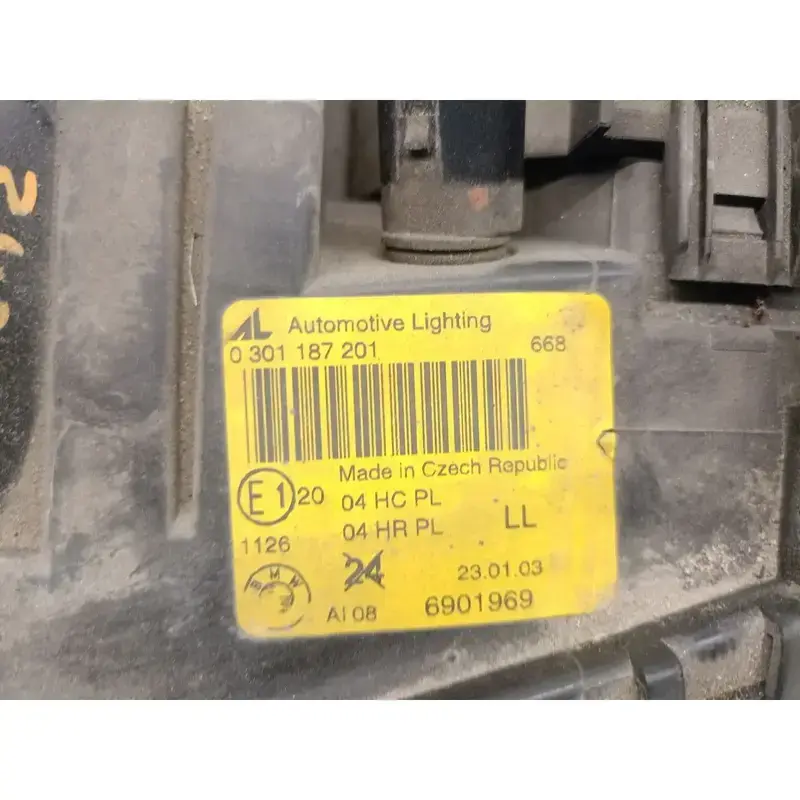 AL Automotive Lighting
0 301 187 201 668
Made in Czech Republic
E1 20 04 HC PL
04 HR PL LL
1126
24 23.01.03
BMW
AI 08 6901969